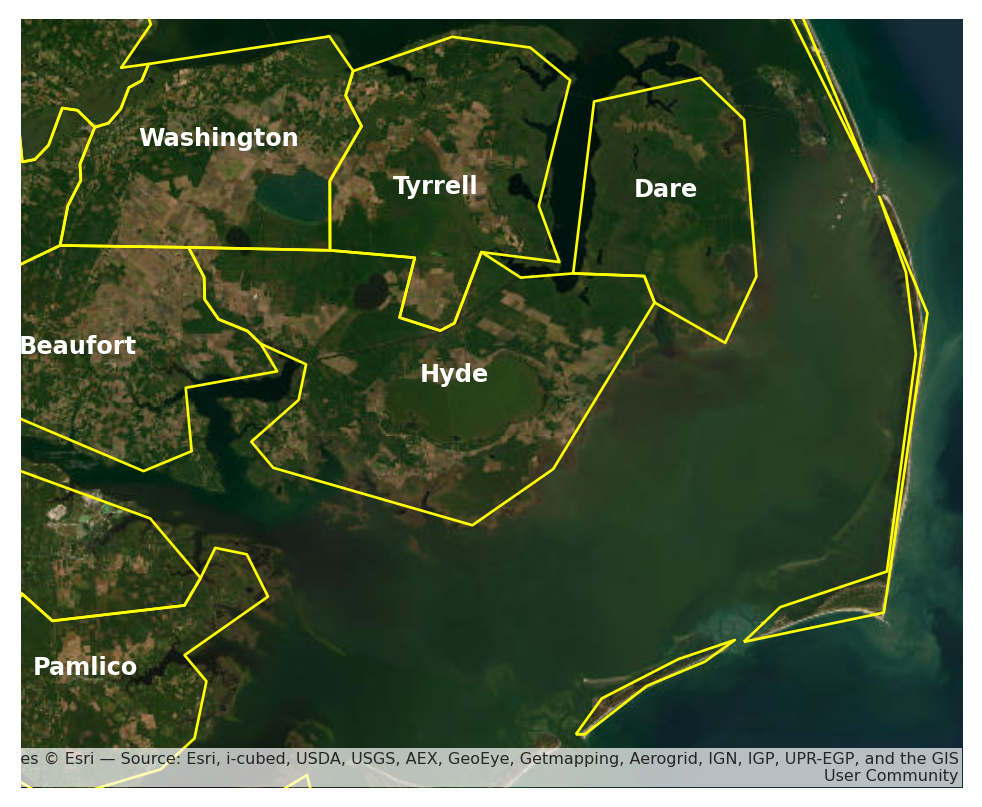 Washington
Tyrrell
Dare
Beaufort
Hyde
Pamlico
es © Esri — Source: Esri, i-cubed, USDA, USGS, AEX, GeoEye, Getmapping, Aerogrid, IGN, IGP, UPR-EGP, and the GIS
User Community